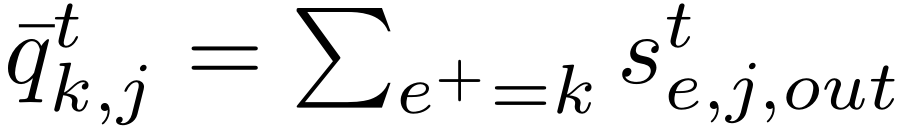 $\bar{q}_{k,j}^{t} = \sum_{e^{+}=k} s_{e,j,out}^{t}$